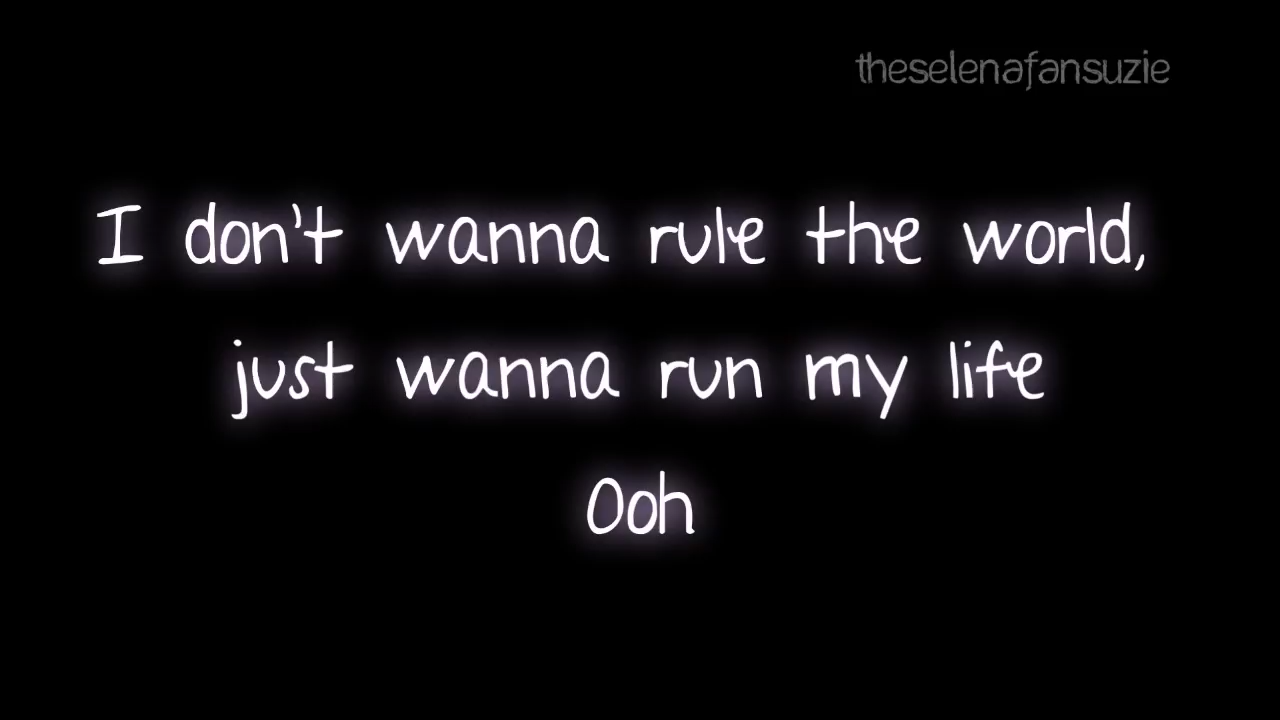 theselenafansuzie
I don't wanna rule the world,
just wanna run my life
Ooh